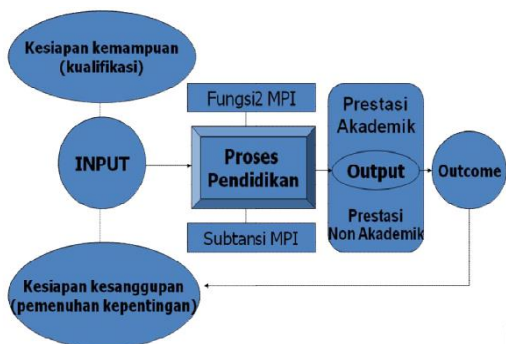 Kesiapan kemampuan
(kualifikasi)
Fungsi2 MPI
Prestasi
Akademik
INPUT
Proses
Pendidikan
Output
Outcome
Subtansi MPI
Prestasi
Non Akademik
Kesiapan kesanggupan
(pemenuhan kepentingan)